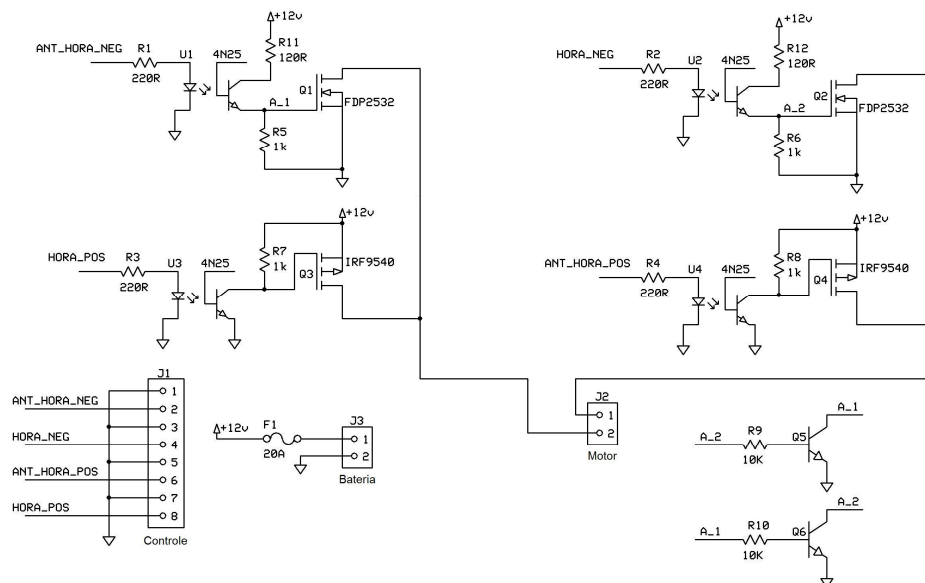 +12v
ANT_HORA_NEG
R1
220R
U1
4N25
R11
120R
Q1
FDP2532
A_1
R5
1k
+12v
HORA_NEG
R2
220R
U2
4N25
R12
120R
Q2
FDP2532
A_2
R6
1k
+12v
HORA_POS
R3
220R
U3
4N25
R7
1k
Q3
IRF9540
+12v
ANT_HORA_POS
R4
220R
U4
4N25
R8
1k
Q4
IRF9540
J1
1
ANT_HORA_NEG
2
3
HORA_NEG
4
5
ANT_HORA_POS
6
7
HORA_POS
8
Controle
+12v
F1
20A
J3
1
2
Bateria
J2
1
2
Motor
A_1
A_2
R9
10K
Q5
A_2
A_1
R10
10K
Q6